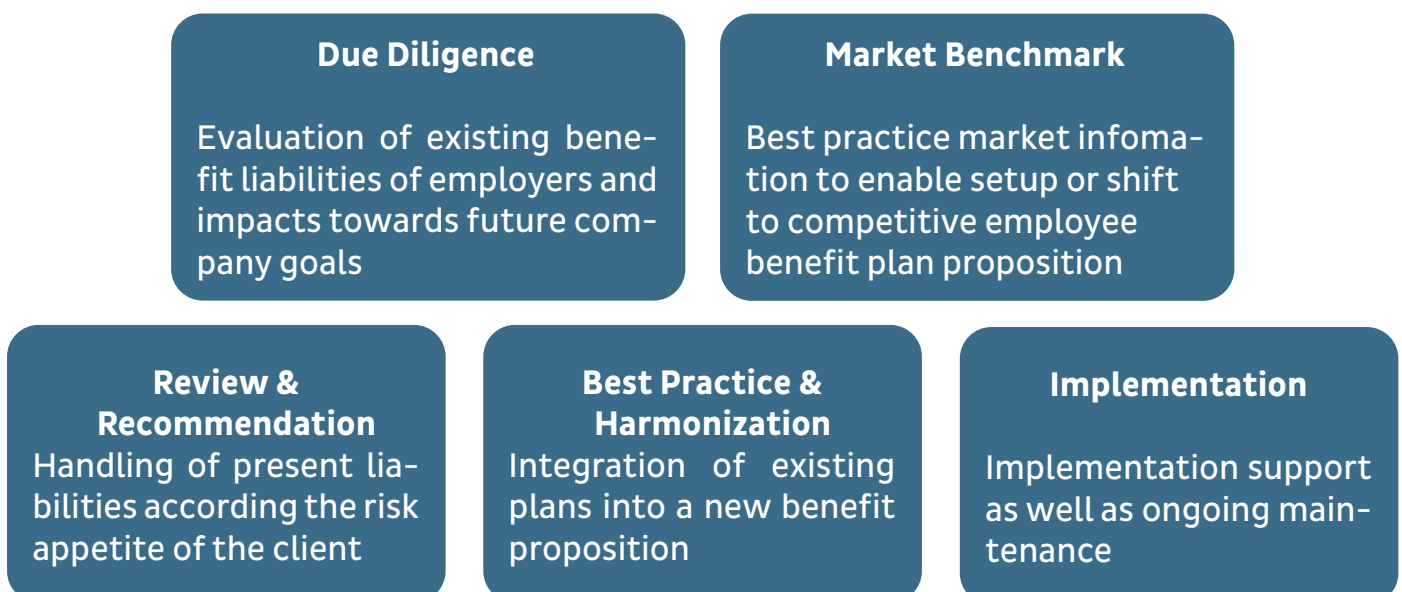 Due Diligence
Evaluation of existing bene-
fit liabilities of employers and
impacts towards future com-
pany goals
Market Benchmark
Best practice market infoma-
tion to enable setup or shift
to competitive employee
benefit plan proposition
Review &
Recommendation
Handling of present lia-
bilities according the risk
appetite of the client
Best Practice &
Harmonization
Integration of existing
plans into a new benefit
proposition
Implementation
Implementation support
as well as ongoing main-
tenance